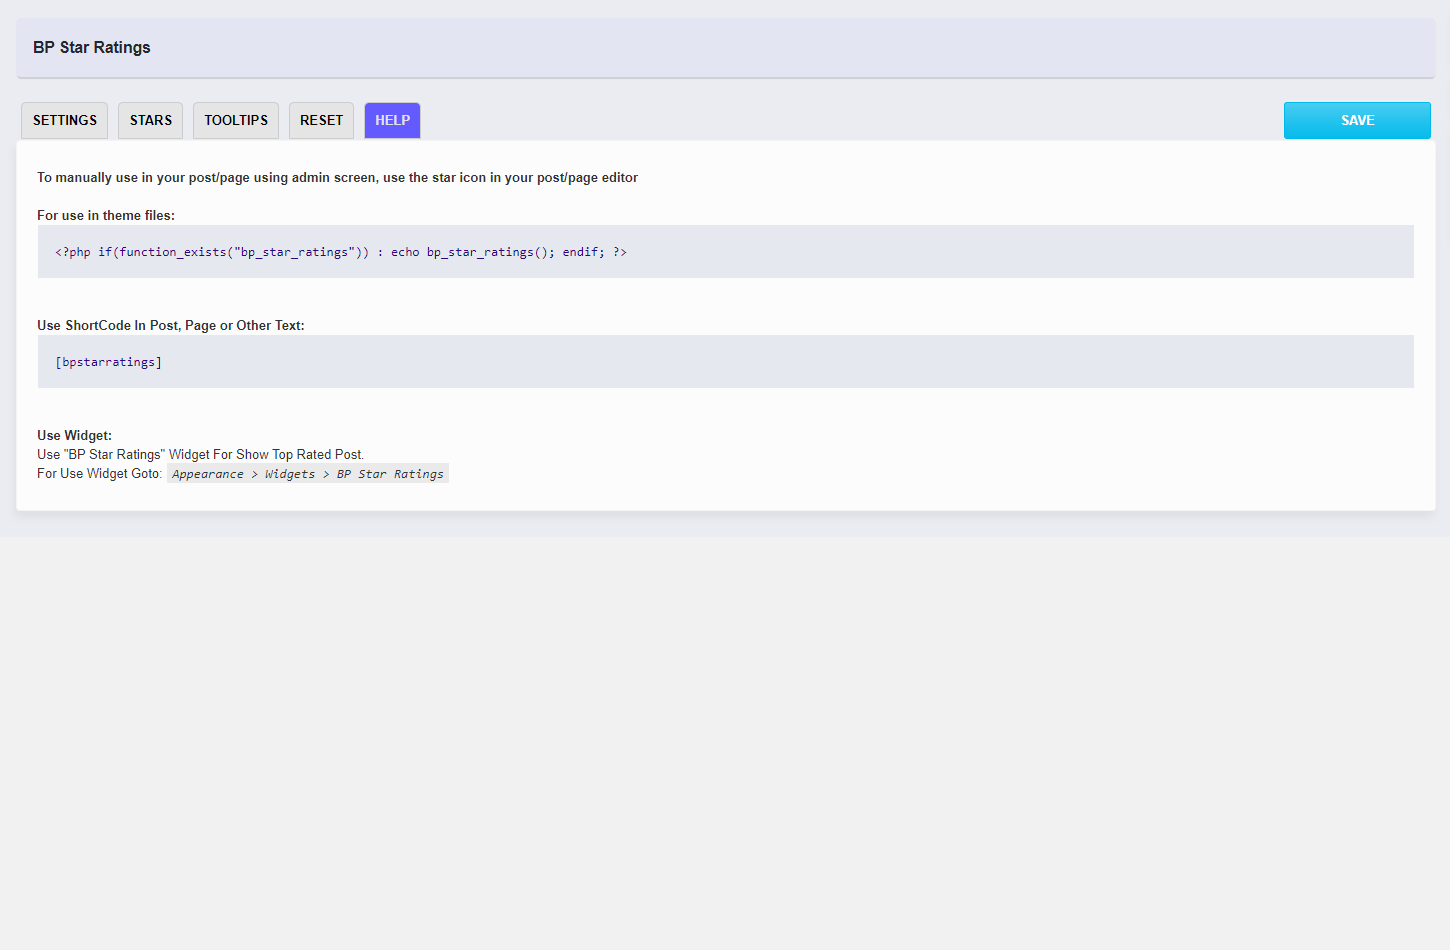 BP Star Ratings
SETTINGS STARS TOOLTIPS RESET HELP SAVE
To manually use in your post/page using admin screen, use the star icon in your post/page editor
For use in theme files:
<?php if(function_exists("bp_star_ratings")) : echo bp_star_ratings(); endif; ?>
Use ShortCode In Post, Page or Other Text:
[bpstarratings]
Use Widget:
Use "BP Star Ratings" Widget For Show Top Rated Post.
For Use Widget Goto: Appearance > Widgets > BP Star Ratings